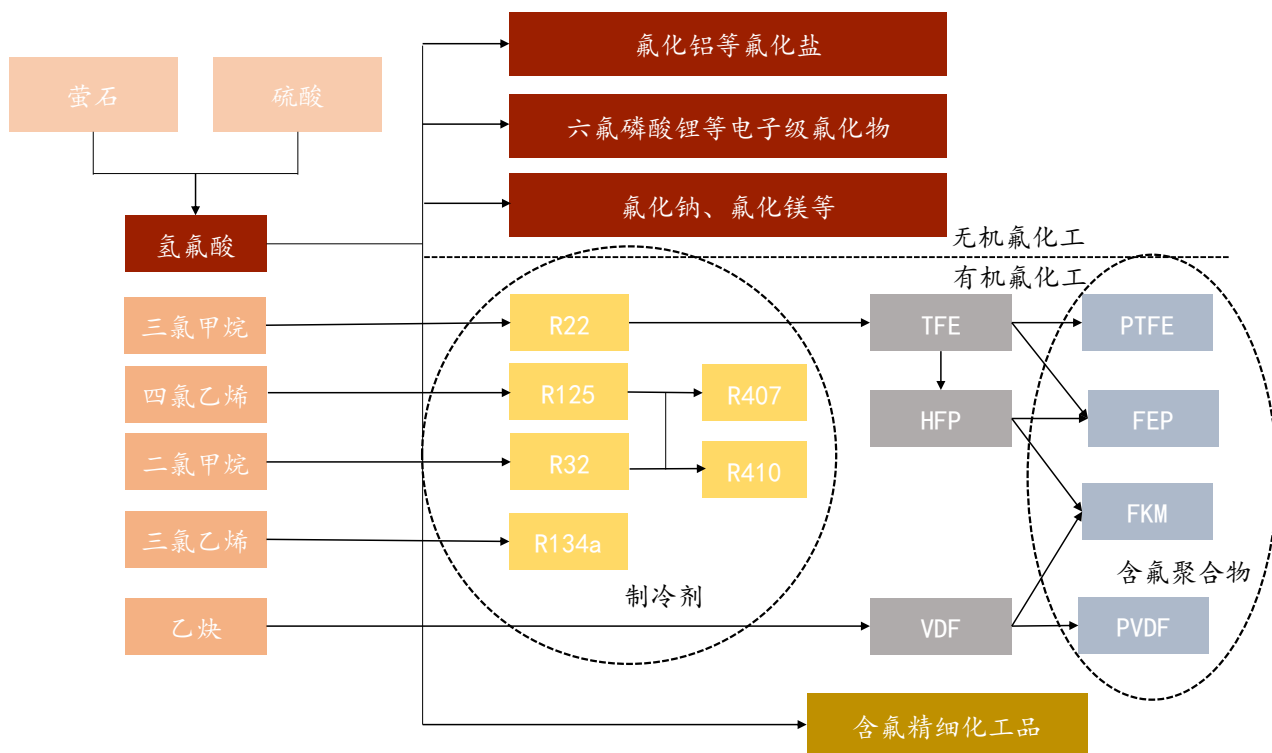 氟化铝等氟化盐
萤石
硫酸
六氟磷酸锂等电子级氟化物
氟化钠、氟化镁等
氢氟酸
无机氟化工
有机氟化工
三氯甲烷
R22
TFE
PTFE
四氯乙烯
R125
R407
HFP
FEP
二氯甲烷
R32
R410
FKM
三氯乙烯
R134a
含氟聚合物
制冷剂
乙炔
VDF
PVDF
含氟精细化工品